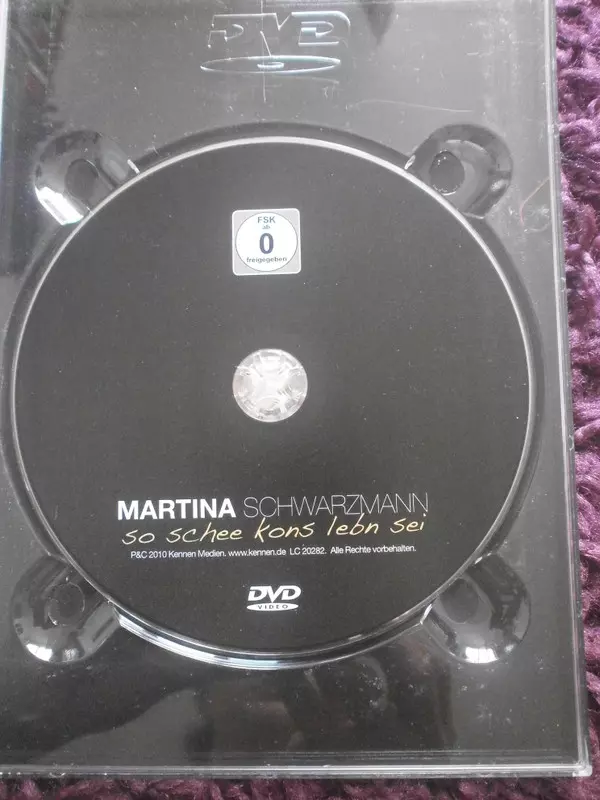 DVD
FSK
ab
0
freigegeben
MARTINA SCHWARZMANN
so schee kons lebn sei
P&C 2010 Kennen Medien. www.kennen.de LC 20282. Alle Rechte vorbehalten.
DVD
VIDEO